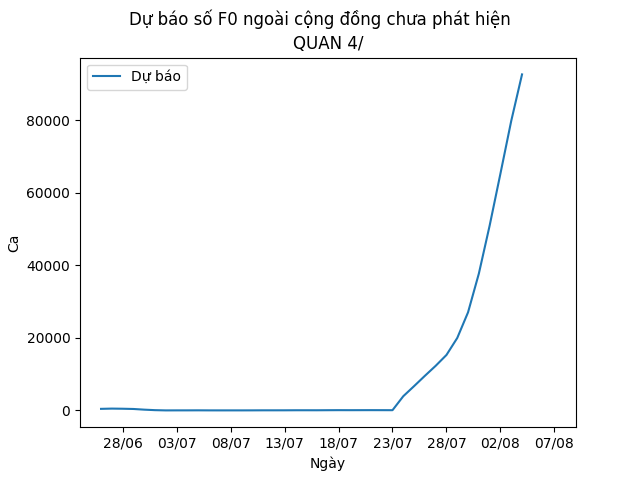 Dự báo số F0 ngoài cộng đồng chưa phát hiện
QUAN 4/
Dự báo
Ca
80000
60000
40000
20000
0
28/06 03/07 08/07 13/07 18/07 23/07 28/07 02/08 07/08
Ngày